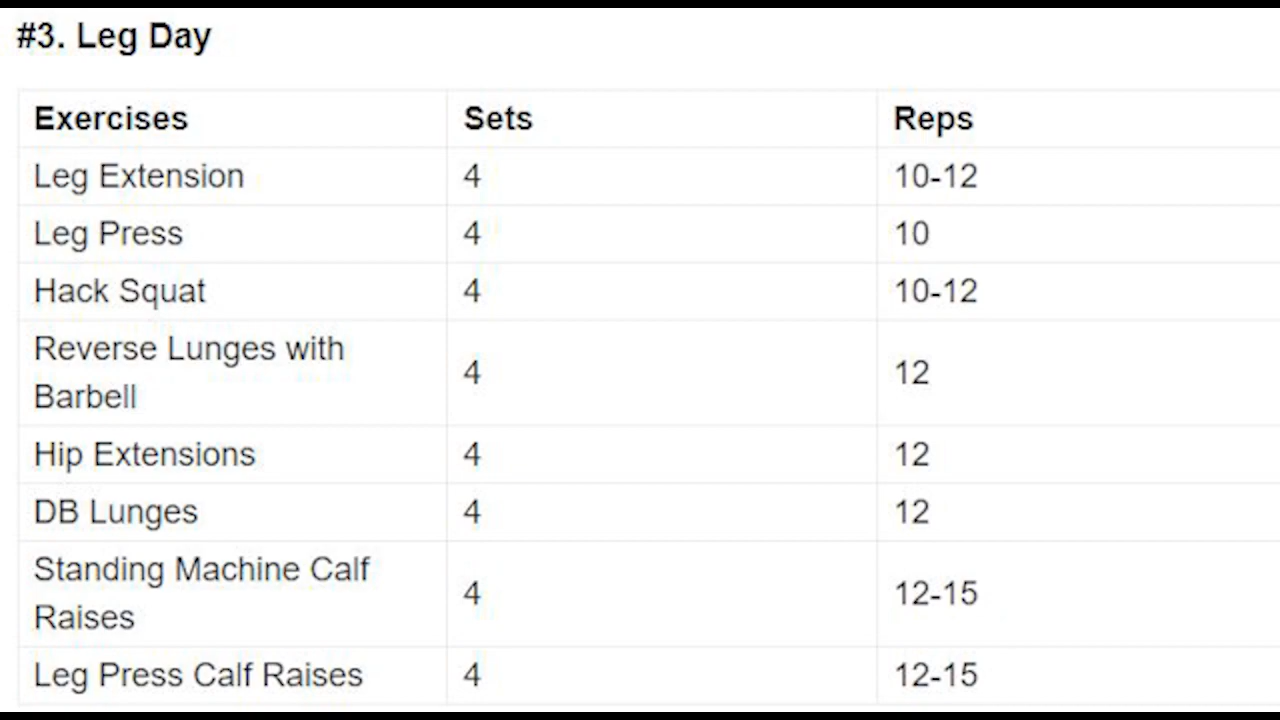 #3. Leg Day
Exercises Sets Reps
Leg Extension 4 10-12
Leg Press 4 10
Hack Squat 4 10-12
Reverse Lunges with
Barbell 4 12
Hip Extensions 4 12
DB Lunges 4 12
Standing Machine Calf
Raises 4 12-15
Leg Press Calf Raises 4 12-15